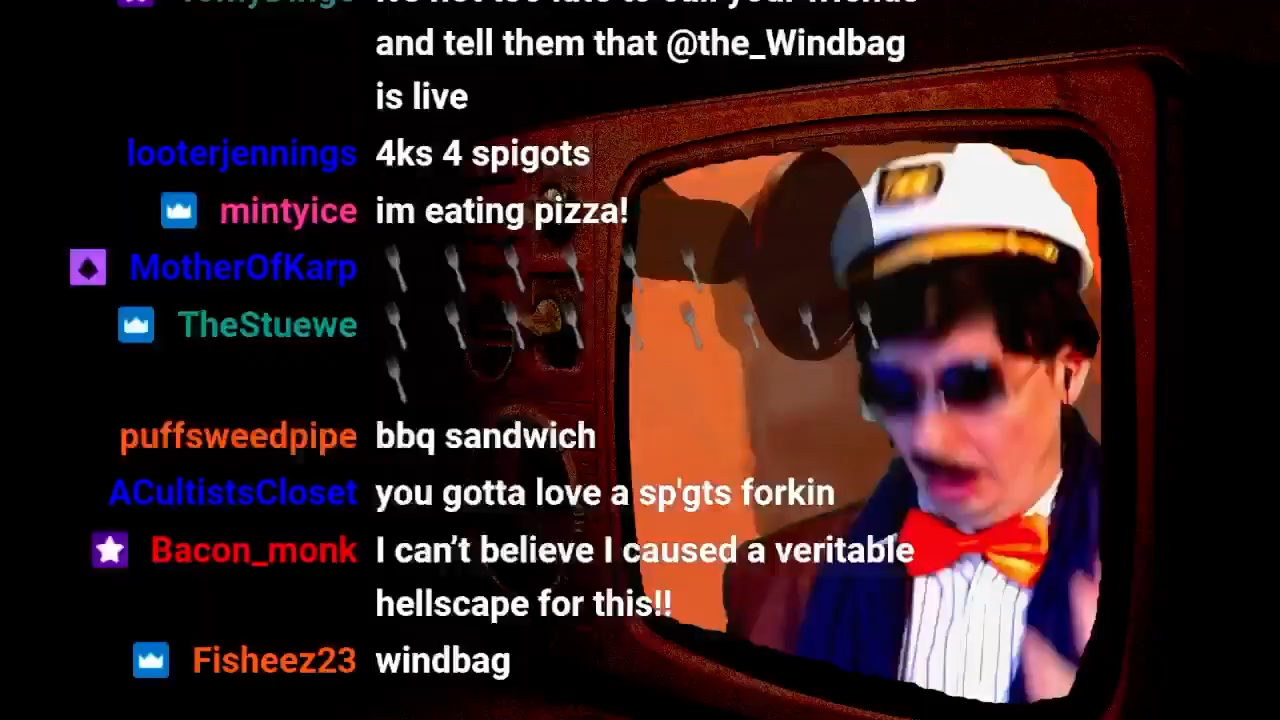 and tell them that @the_Windbag
is live
looterjennings 4ks 4 spigots
mintyice im eating pizza!
MotherOfKarp
TheStuewe
puffsweedpipe bbq sandwich
ACultistsCloset you gotta love a sp'gts forkin
Bacon_monk I can’t believe I caused a veritable
hellscape for this!!
Fisheez23 windbag